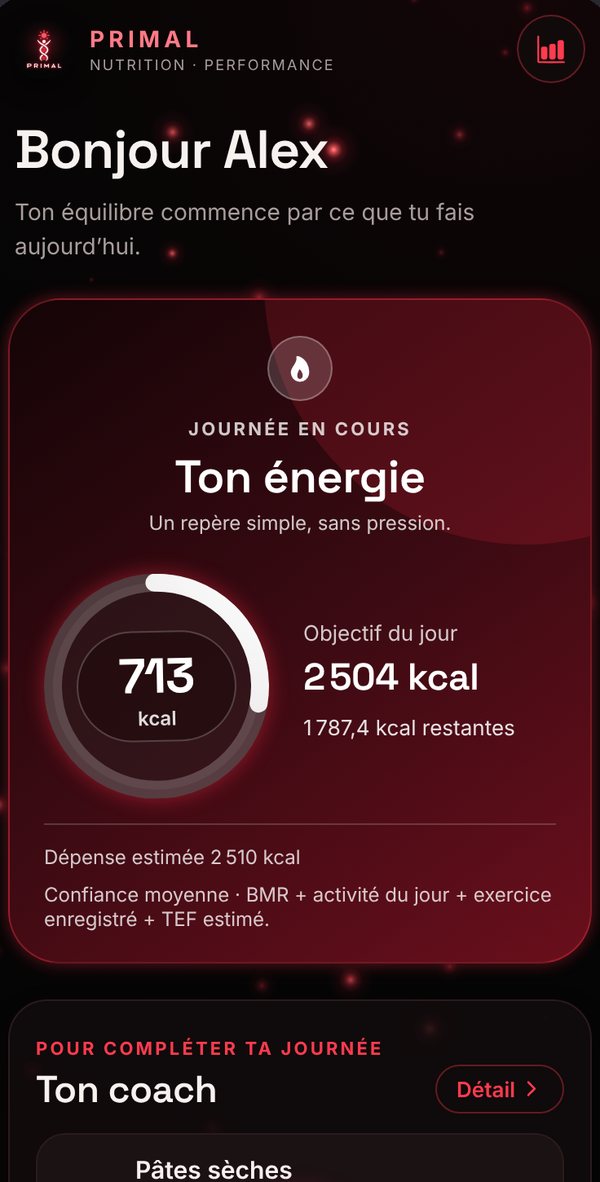 PRIMAL
PRIMAL
NUTRITION · PERFORMANCE
Bonjour Alex
Ton équilibre commence par ce que tu fais
aujourd’hui.
JOURNÉE EN COURS
Ton énergie
Un repère simple, sans pression.
713
kcal
Objectif du jour
2 504 kcal
1 787,4 kcal restantes
Dépense estimée 2 510 kcal
Confiance moyenne · BMR + activité du jour + exercice
enregistré + TEF estimé.
POUR COMPLÉTER TA JOURNÉE
Ton coach
Détail
Pâtes sèches